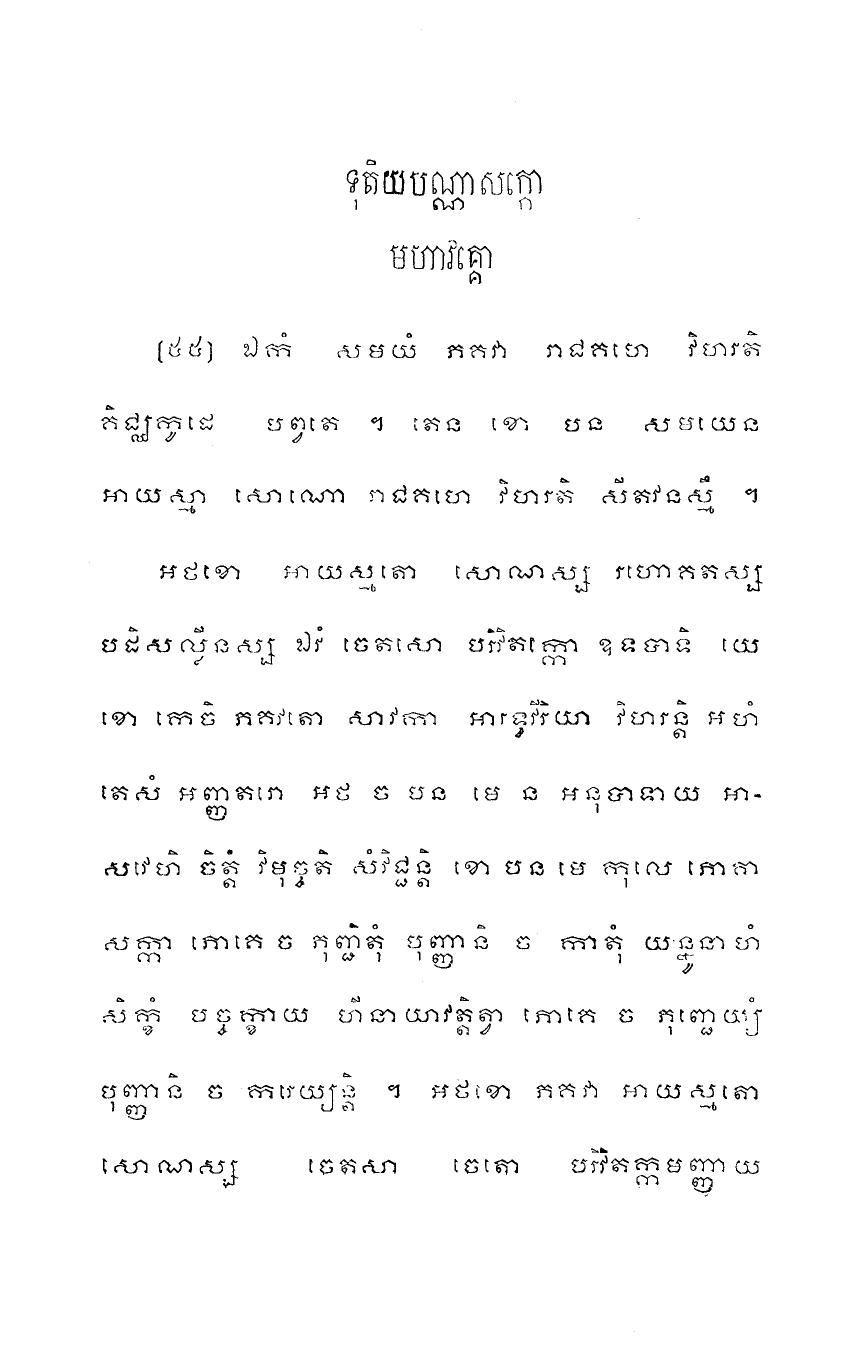 ទុតិយបណ្ណាសក្កោ
មហាវគ្គោ
(៥៥) ឯកំ សមយំ ភគវា រាជគហេ វិហរតិ
គិជ្ឈកូដេ បព្វតេ ។ តេន ខោ បន សមយេន
អាយស្មា សោណោ រាជគហេ វិហរតិ សីតវនស្មឹ ។
អថខោ អាយស្មតោ សោណស្ស រហោគតស្ស
បដិសល្លីនស្ស ឯវំ ចេតសោ បរិវិតក្កោ ឧទបាទិ យេ
ខោ កេចិ ភគវតោ សាវកា អារទ្ធវីរិយា វិហរន្តិ អហំ
តេសំ អញ្ញតរោ អថ ច បន មេ ន អនុបាទាយ អា-
សវេហិ ចិត្តំ វិមុច្ចតិ សំវិជ្ជន្តិ ខោ បន មេ កុលេ ភោគា
សក្កា ភោគេ ច ភុញ្ជិតុំ បុញ្ញានិ ច កាតុំ យន្នូនាហំ
សិក្ខំ បច្ចក្ខាយ ហីនាយាវត្តិត្វា ភោគេ ច ភុញ្ជេយ្យំ
បុញ្ញានិ ច ករេយ្យន្តិ ។ អថខោ ភគវា អាយស្មតោ
សោណស្ស ចេតសា ចេតោ បរិវិតក្កមញ្ញាយ